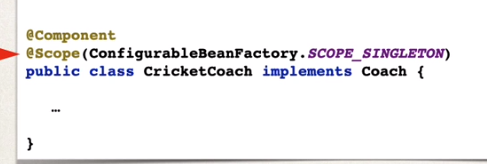 @Component
@Scope(ConfigurableBeanFactory.SCOPE_SINGLETON)
public class CricketCoach implements Coach {
…
}